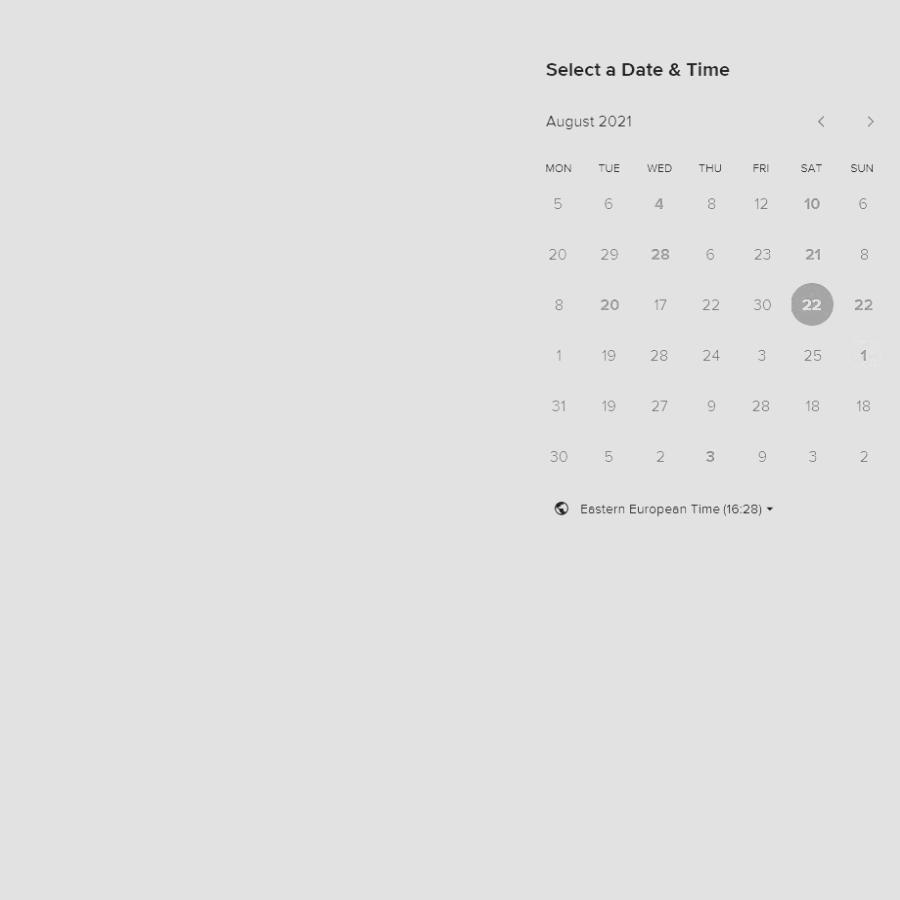 Select a Date & Time
August 2021
MON TUE WED THU FRI SAT SUN
5 6 4 8 12 10 6
20 29 28 6 23 21 8
8 20 17 22 30 22 22
1 19 28 24 3 25 1
31 19 27 9 28 18 18
30 5 2 3 9 3 2
Eastern European Time (16:28)